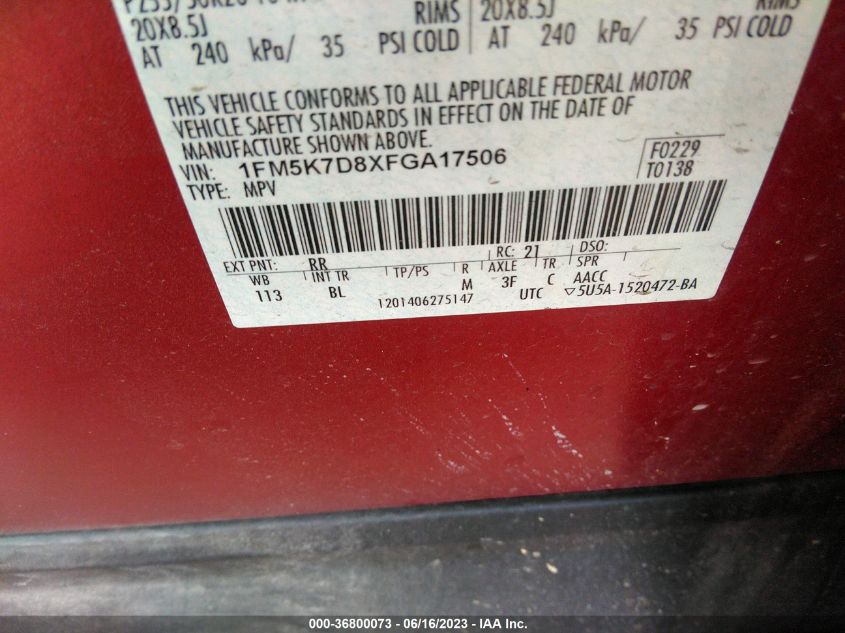 20X8.5J RIMS 20X8.5J
AT 240 kPa/ 35 PSI COLD AT 240 kPa/ 35 PSI COLD
THIS VEHICLE CONFORMS TO ALL APPLICABLE FEDERAL MOTOR
VEHICLE SAFETY STANDARDS IN EFFECT ON THE DATE OF
MANUFACTURE SHOWN ABOVE.
VIN: 1FM5K7D8XFGA17506 F0229
TYPE: MPV T0138
EXT PNT: RR RC: 21 DSO:
WB INT TR TP/PS R AXLE TR SPR
113 BL M 3F C AACC
1201406275147 UTC ▽5U5A-1520472-BA
000-36800073 - 06/16/2023 - IAA Inc.